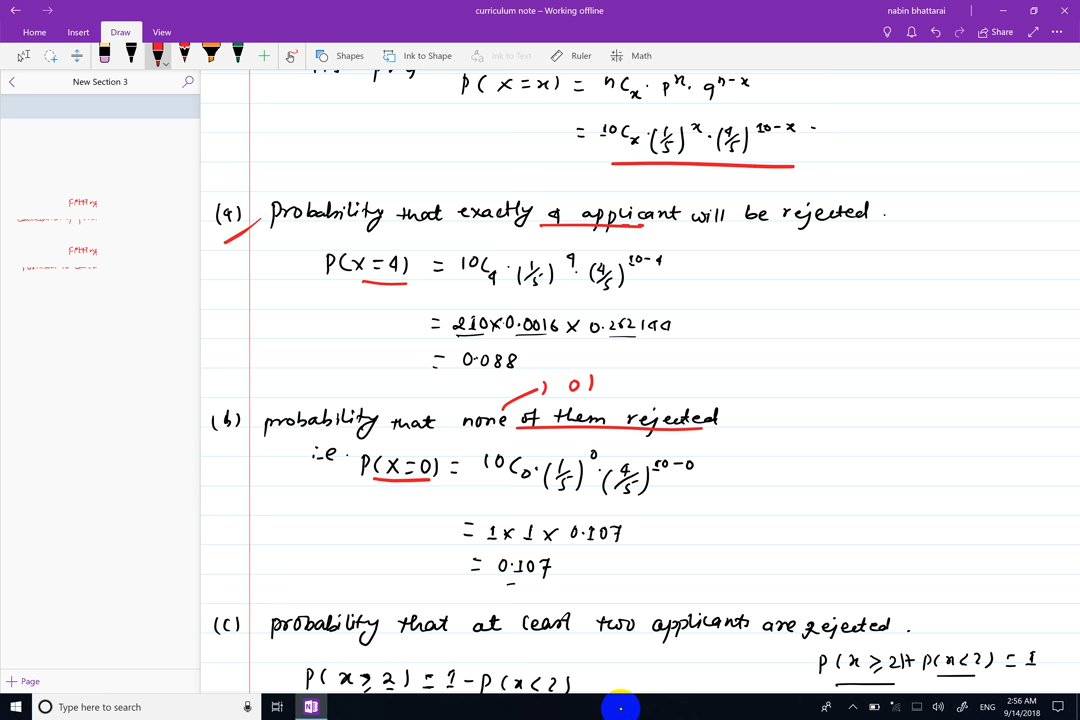 curriculum note – Working offline
nabin bhattarai
Home Insert Draw View
Share
Shapes Ink to Shape Ink to Text Ruler Math
New Section 3
P(X=x) = nCx · p^x · q^n-x
= 10Cx · (1/5)^x · (4/5)^10-x
(a) Probability that exactly 4 applicant will be rejected.
P(X=4) = 10C4 · (1/5)^4 · (4/5)^10-4
= 210×0.0016 × 0.262144
= 0.088
, 0)
(b) probability that none of them rejected
i.e. P(X=0) = 10C0 · (1/5)^0 · (4/5)^10-0
= 1 × 1 × 0.107
= 0.107
(c) probability that at least two applicants are rejected.
P(x≥2)+P(x<2) = 1
P(x≥2) = 1 - P(x<2)
Page
Type here to search
ENG
2:56 AM
9/14/2018